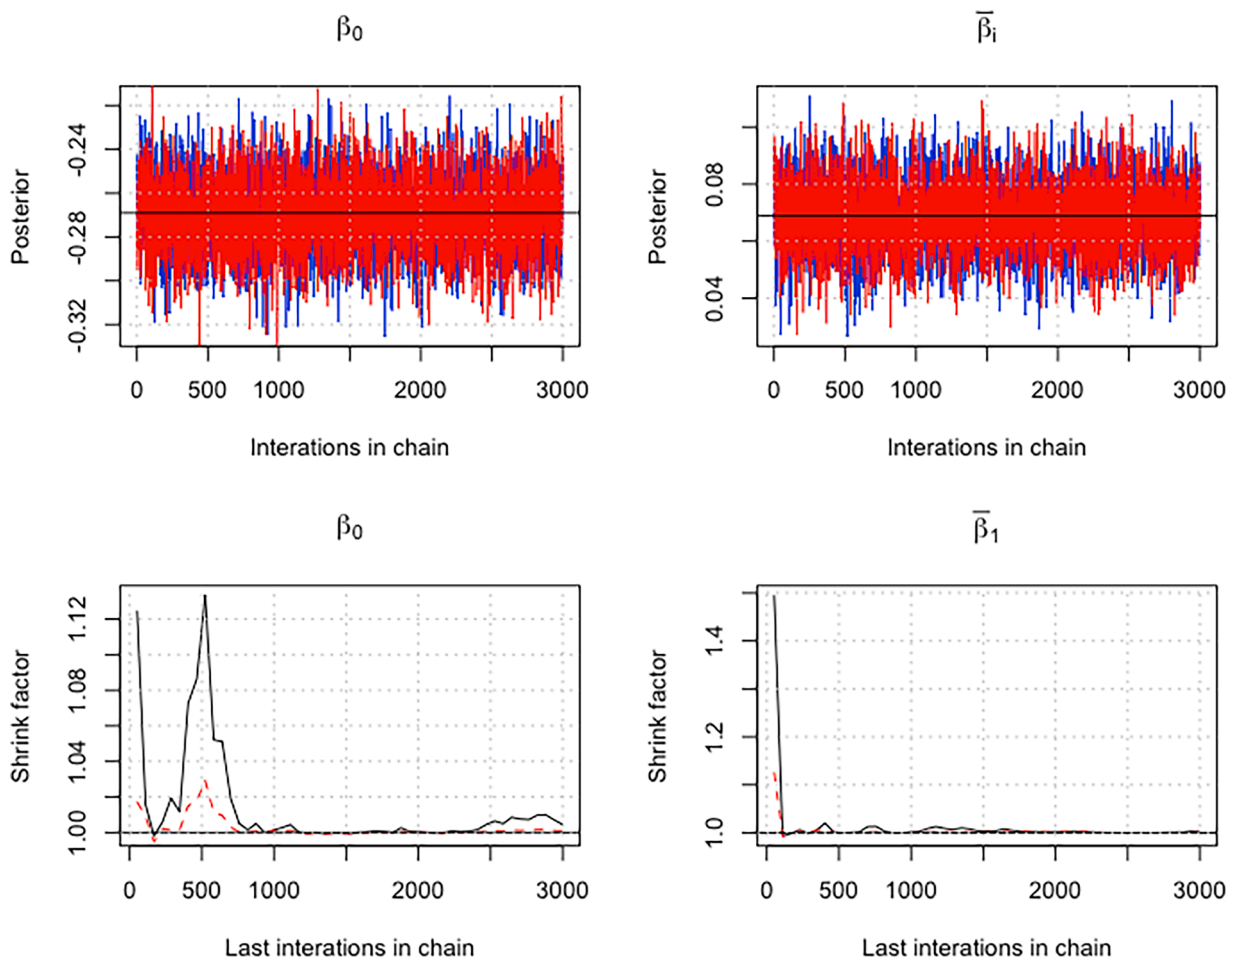 β0
β̅i
Posterior
-0.32 -0.28 -0.24
0 500 1000 2000 3000
Interations in chain
Posterior
0.04 0.08
0 500 1000 2000 3000
Interations in chain
β0
β̅1
Shrink factor
1.00 1.04 1.08 1.12
0 500 1000 2000 3000
Last interations in chain
Shrink factor
1.0 1.2 1.4
0 500 1000 2000 3000
Last interations in chain